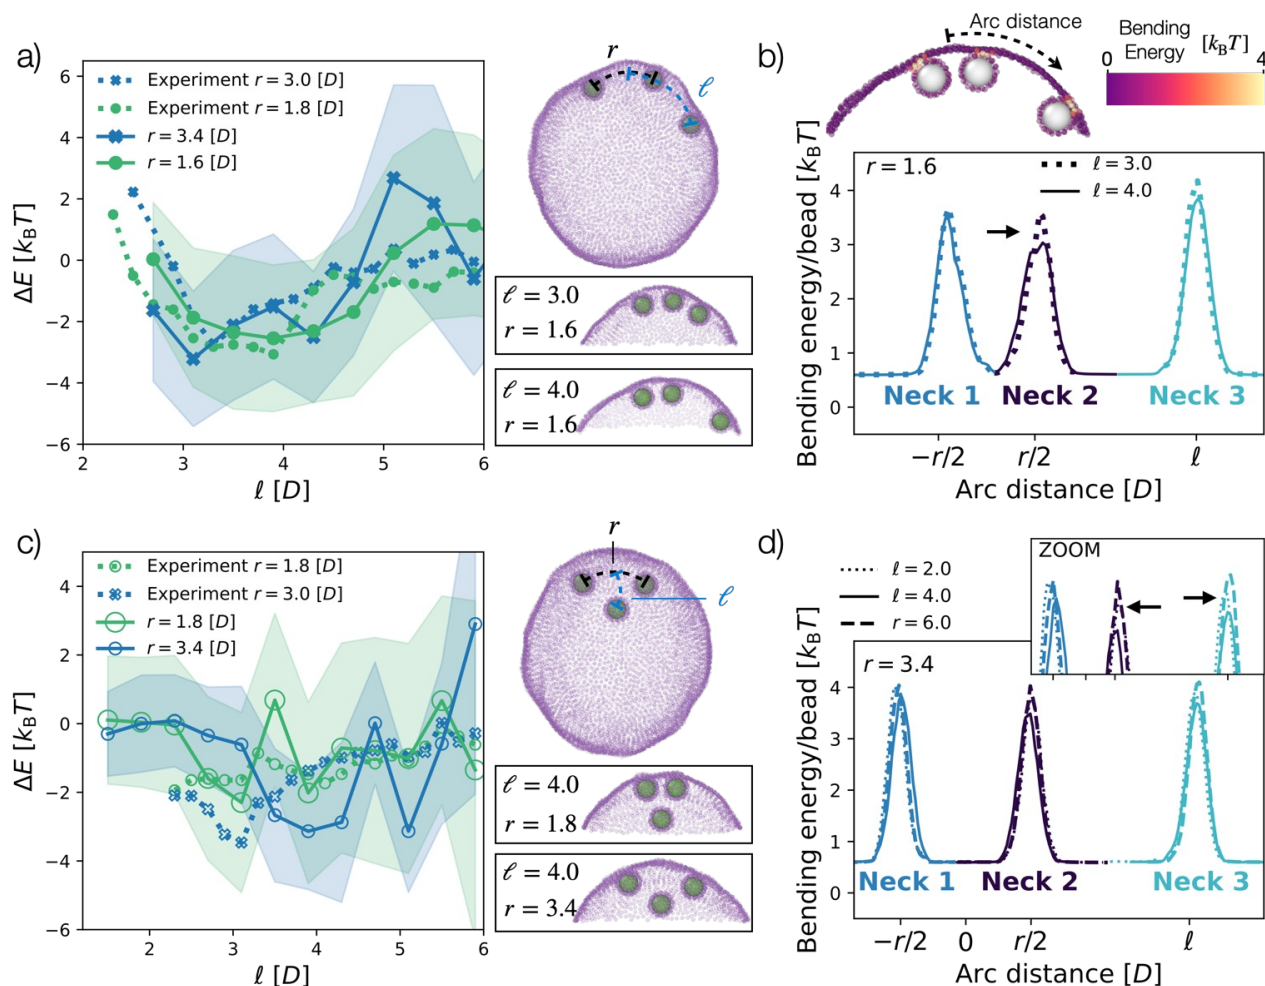 a)
ΔE [k_BT]
6
4
2
0
−2
−4
−6
Experiment r = 3.0 [D]
Experiment r = 1.8 [D]
r = 3.4 [D]
r = 1.6 [D]
2 3 4 5 6
ℓ [D]
r
ℓ
ℓ = 3.0
r = 1.6
ℓ = 4.0
r = 1.6
b)
Arc distance
Bending
Energy
[k_BT]
0 4
Bending energy/bead [k_BT]
4
3
2
1
0
r = 1.6
ℓ = 3.0
ℓ = 4.0
Neck 1 Neck 2 Neck 3
−r/2 r/2 ℓ
Arc distance [D]
c)
ΔE [k_BT]
4
2
0
−2
−4
−6
Experiment r = 1.8 [D]
Experiment r = 3.0 [D]
r = 1.8 [D]
r = 3.4 [D]
2 3 4 5 6
ℓ [D]
r
ℓ
ℓ = 4.0
r = 1.8
ℓ = 4.0
r = 3.4
d)
ℓ = 2.0
ℓ = 4.0
r = 6.0
ZOOM
Bending energy/bead [k_BT]
4
3
2
1
0
r = 3.4
Neck 1 Neck 2 Neck 3
−r/2 0 r/2 ℓ
Arc distance [D]